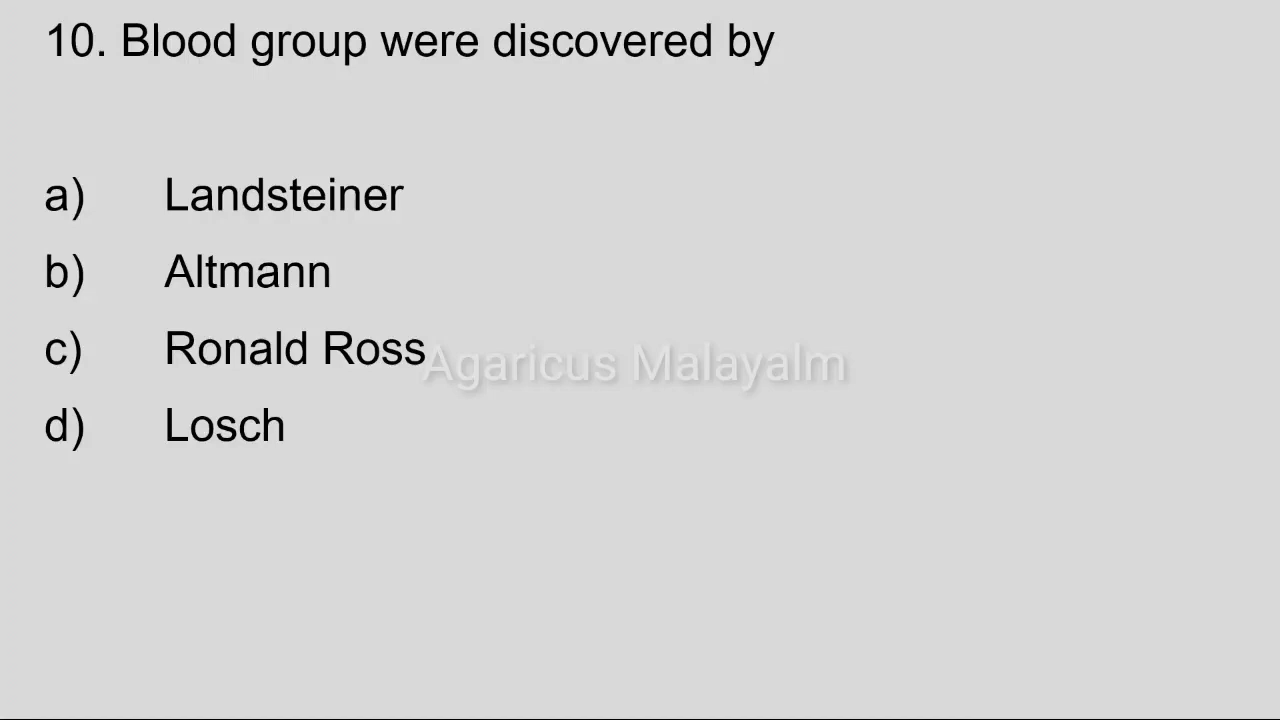 10. Blood group were discovered by
a) Landsteiner
b) Altmann
c) Ronald Ross
Agaricus Malayalm
d) Losch